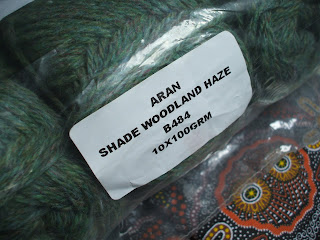 ARAN
SHADE WOODLAND HAZE
B484
10X100GRM